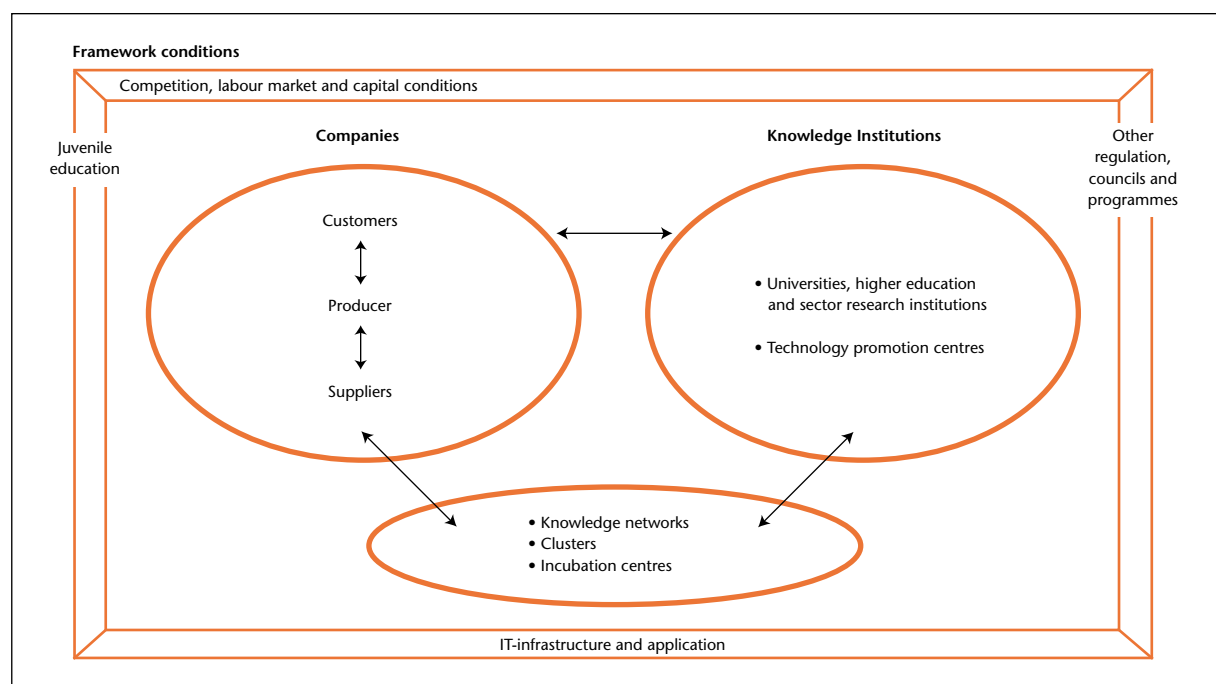 Framework conditions
Competition, labour market and capital conditions
Juvenile
education
Companies
Knowledge Institutions
Other
regulation,
councils and
programmes
Customers
Producer
Suppliers
• Universities, higher education
and sector research institutions
• Technology promotion centres
• Knowledge networks
• Clusters
• Incubation centres
IT-infrastructure and application